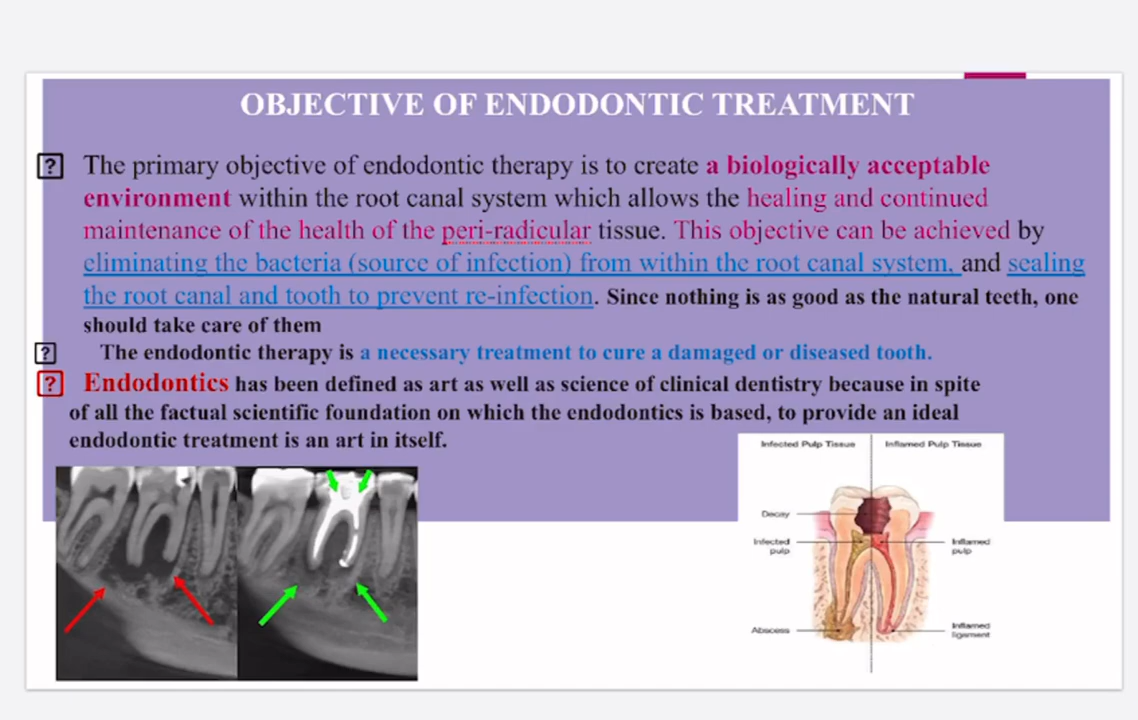 OBJECTIVE OF ENDODONTIC TREATMENT
? The primary objective of endodontic therapy is to create a biologically acceptable
environment within the root canal system which allows the healing and continued
maintenance of the health of the peri-radicular tissue. This objective can be achieved by
eliminating the bacteria (source of infection) from within the root canal system, and sealing
the root canal and tooth to prevent re-infection. Since nothing is as good as the natural teeth, one
should take care of them
? The endodontic therapy is a necessary treatment to cure a damaged or diseased tooth.
? Endodontics has been defined as art as well as science of clinical dentistry because in spite
of all the factual scientific foundation on which the endodontics is based, to provide an ideal
endodontic treatment is an art in itself.
Infected Pulp Tissue
Inflamed Pulp Tissue
Decay
Infected
pulp
Inflamed
pulp
Abscess
Inflamed
ligament